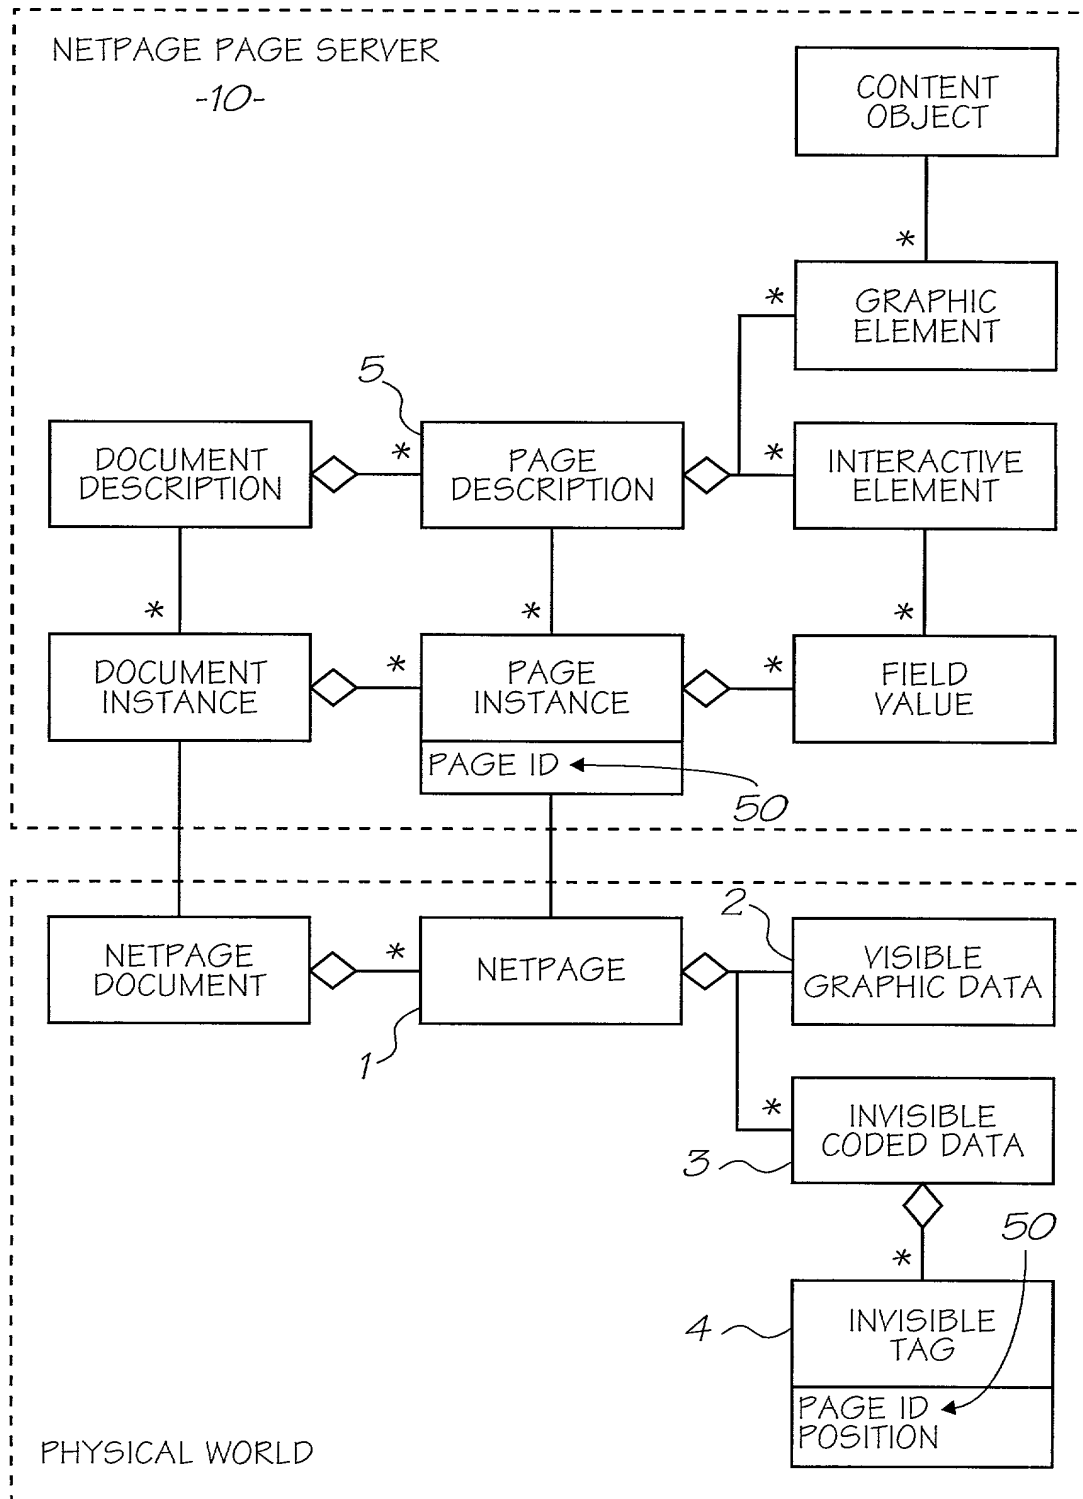 NETPAGE PAGE SERVER
-10-
CONTENT
OBJECT
*
*
GRAPHIC
ELEMENT
5
DOCUMENT
DESCRIPTION
*
PAGE
DESCRIPTION
*
INTERACTIVE
ELEMENT
*
*
*
DOCUMENT
INSTANCE
*
PAGE
INSTANCE
*
FIELD
VALUE
PAGE ID
50
NETPAGE
DOCUMENT
*
NETPAGE
2
VISIBLE
GRAPHIC DATA
1
*
INVISIBLE
CODED DATA
3
50
*
4
INVISIBLE
TAG
PAGE ID
POSITION
PHYSICAL WORLD